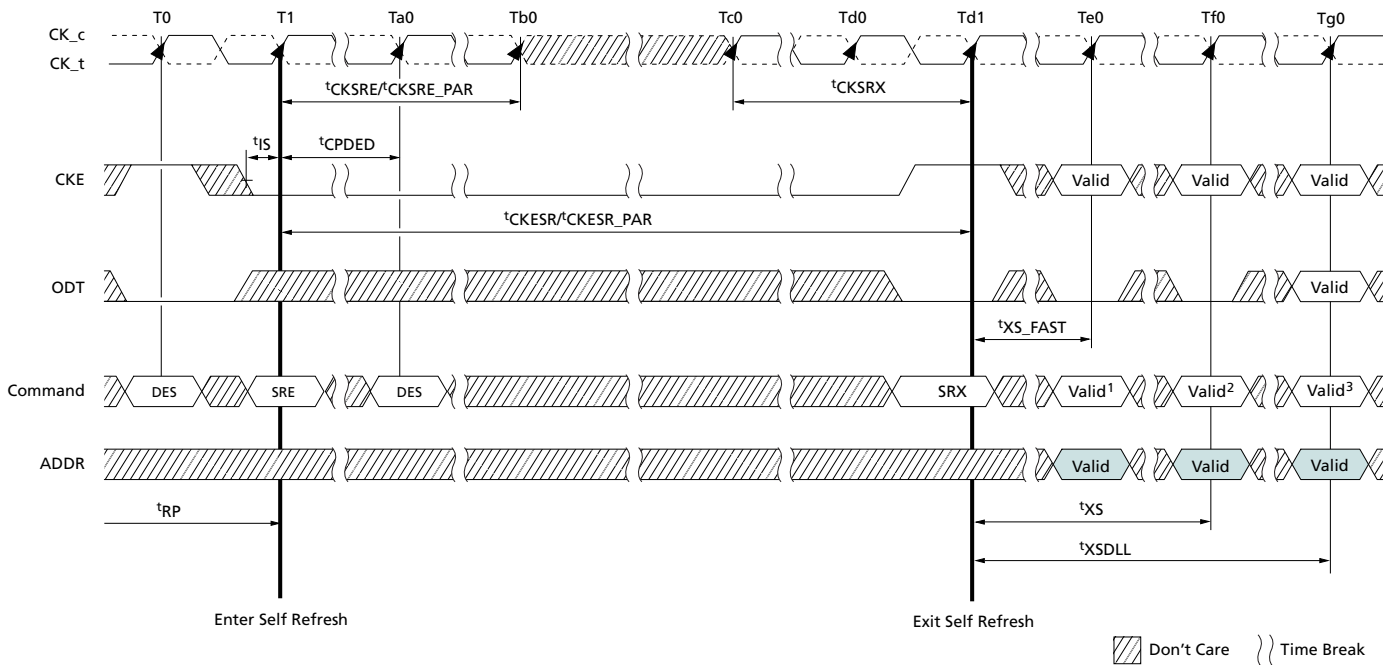 T0 T1 Ta0 Tb0 Tc0 Td0 Td1 Te0 Tf0 Tg0
CK_c
CK_t
tCKSRE/tCKSRE_PAR tCKSRX
tIS tCPDED
CKE Valid Valid Valid
tCKESR/tCKESR_PAR
ODT Valid
tXS_FAST
Command DES SRE DES SRX Valid1 Valid2 Valid3
ADDR Valid Valid Valid
tRP tXS
tXSDLL
Enter Self Refresh Exit Self Refresh
Don't Care Time Break